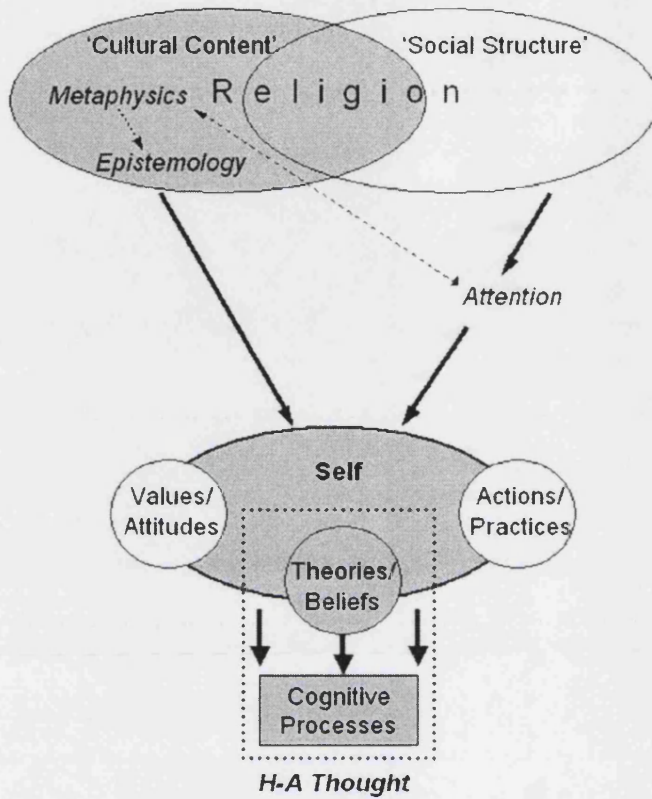 'Cultural Content'
'Social Structure'
Metaphysics
Religion
Epistemology
Attention
Self
Values/
Attitudes
Actions/
Practices
Theories/
Beliefs
Cognitive
Processes
H-A Thought